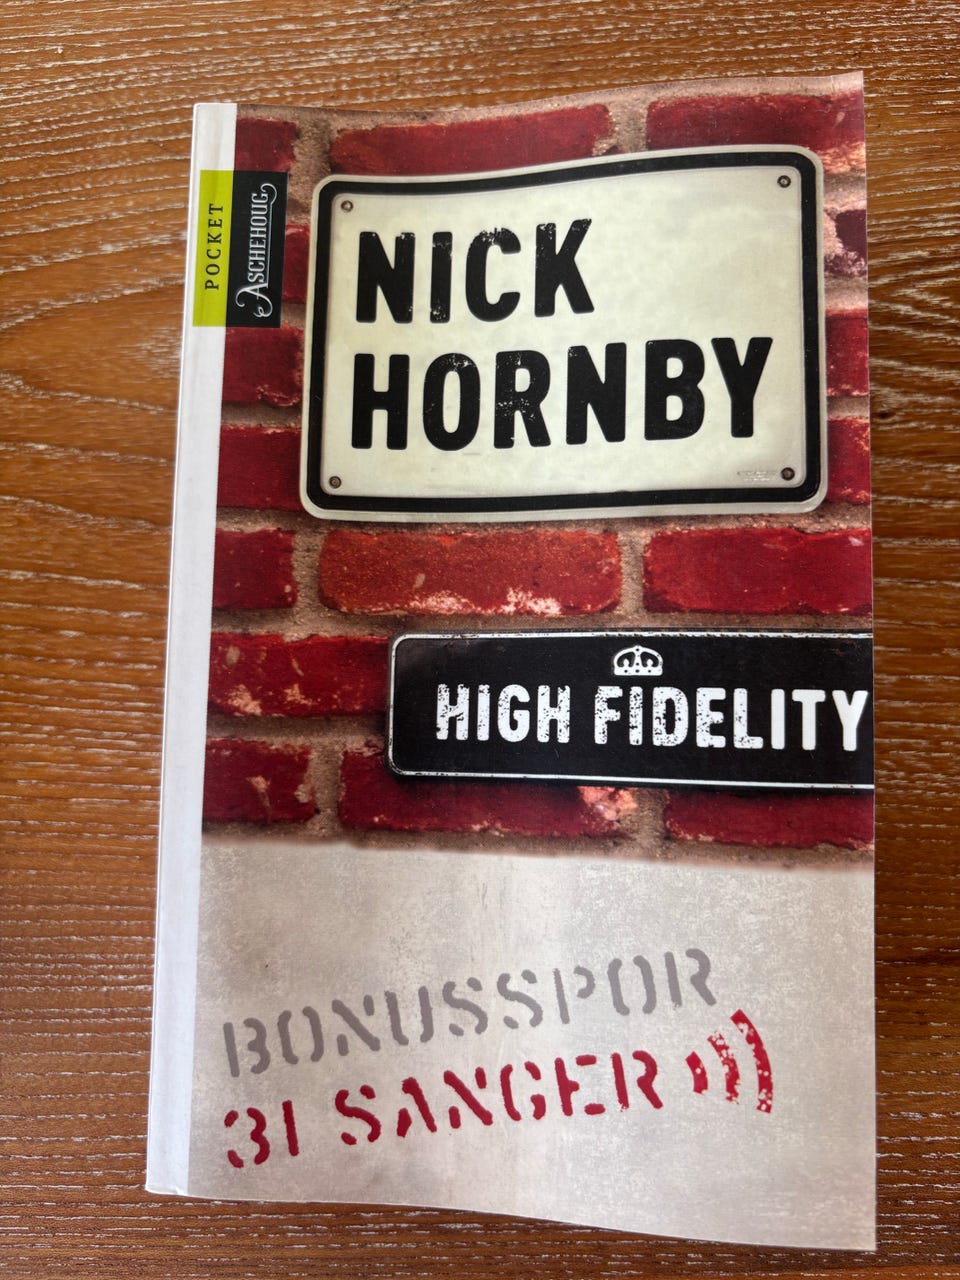 POCKET
ASCHEHOUG
NICK
HORNBY
HIGH FIDELITY
BONUSSPOR
31 SANGER